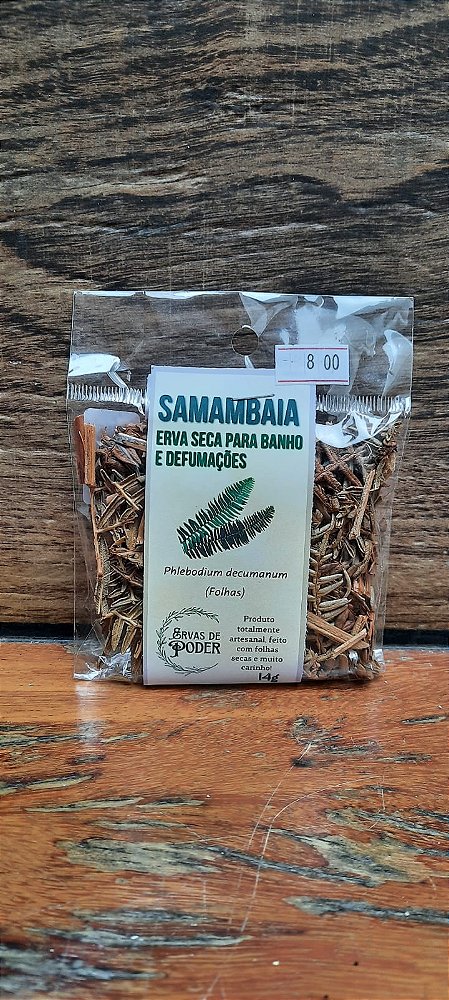 8 00
SAMAMBAIA
ERVA SECA PARA BANHO
E DEFUMAÇÕES
Phlebodium decumanum
(Folhas)
ERVAS DE
PODER
Produto
totalmente
artesanal, feito
com folhas
secas e muito
carinho!
14g